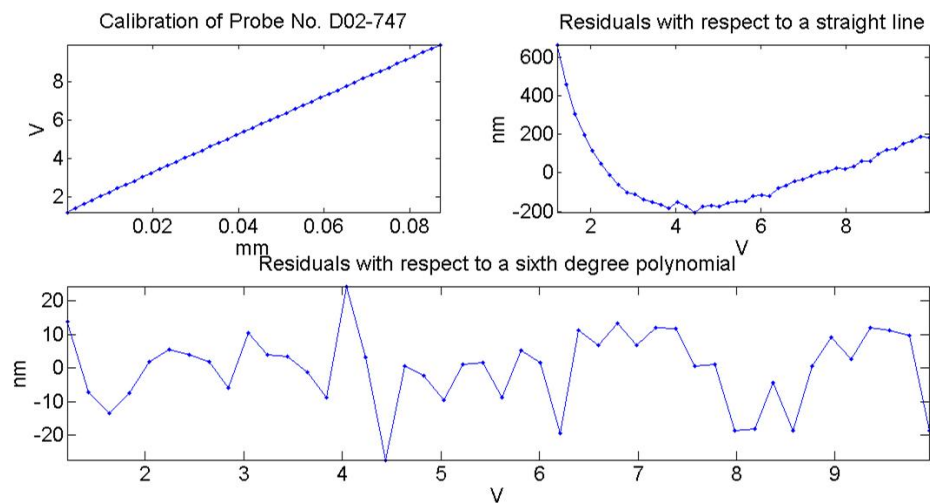 Calibration of Probe No. D02-747
8
6
4
2
V
0.02 0.04 0.06 0.08
mm
Residuals with respect to a straight line
600
400
200
0
-200
nm
2 4 6 8
V
Residuals with respect to a sixth degree polynomial
20
10
0
-10
-20
nm
2 3 4 5 6 7 8 9
V